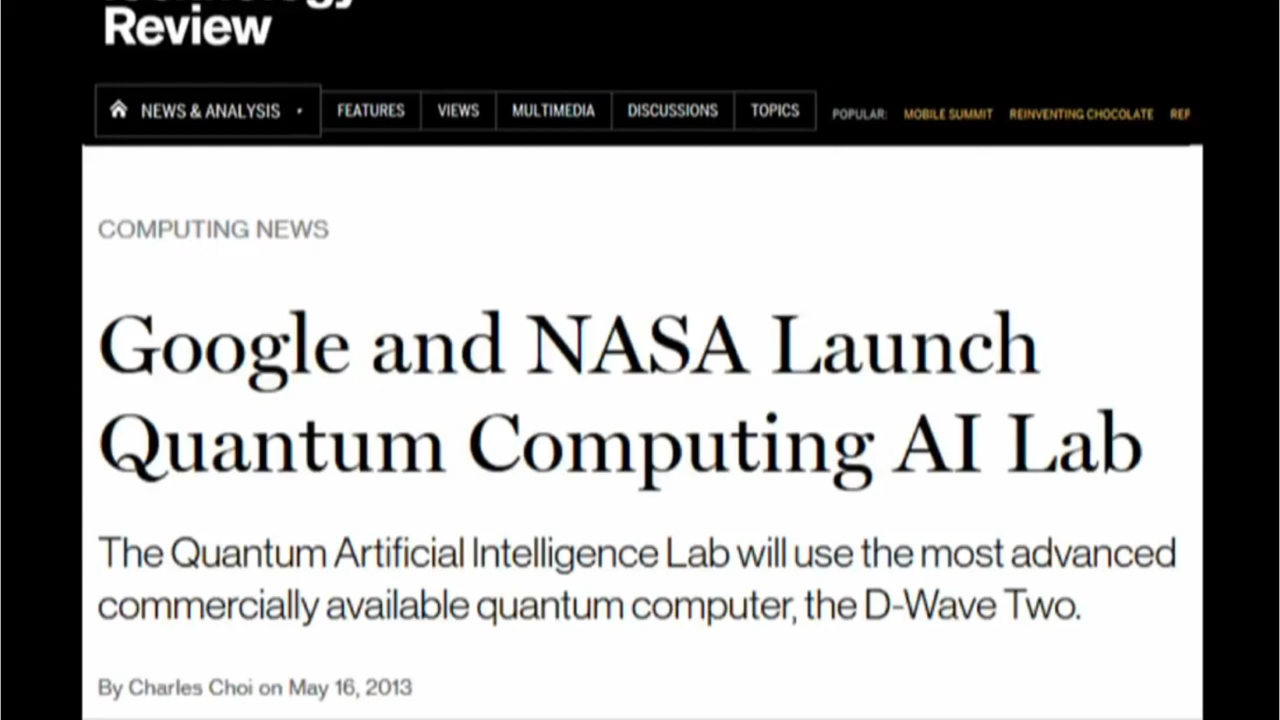 Review
NEWS & ANALYSIS
FEATURES
VIEWS
MULTIMEDIA
DISCUSSIONS
TOPICS
POPULAR:
MOBILE SUMMIT
REINVENTING CHOCOLATE
COMPUTING NEWS
Google and NASA Launch
Quantum Computing AI Lab
The Quantum Artificial Intelligence Lab will use the most advanced
commercially available quantum computer, the D-Wave Two.
By Charles Choi on May 16, 2013